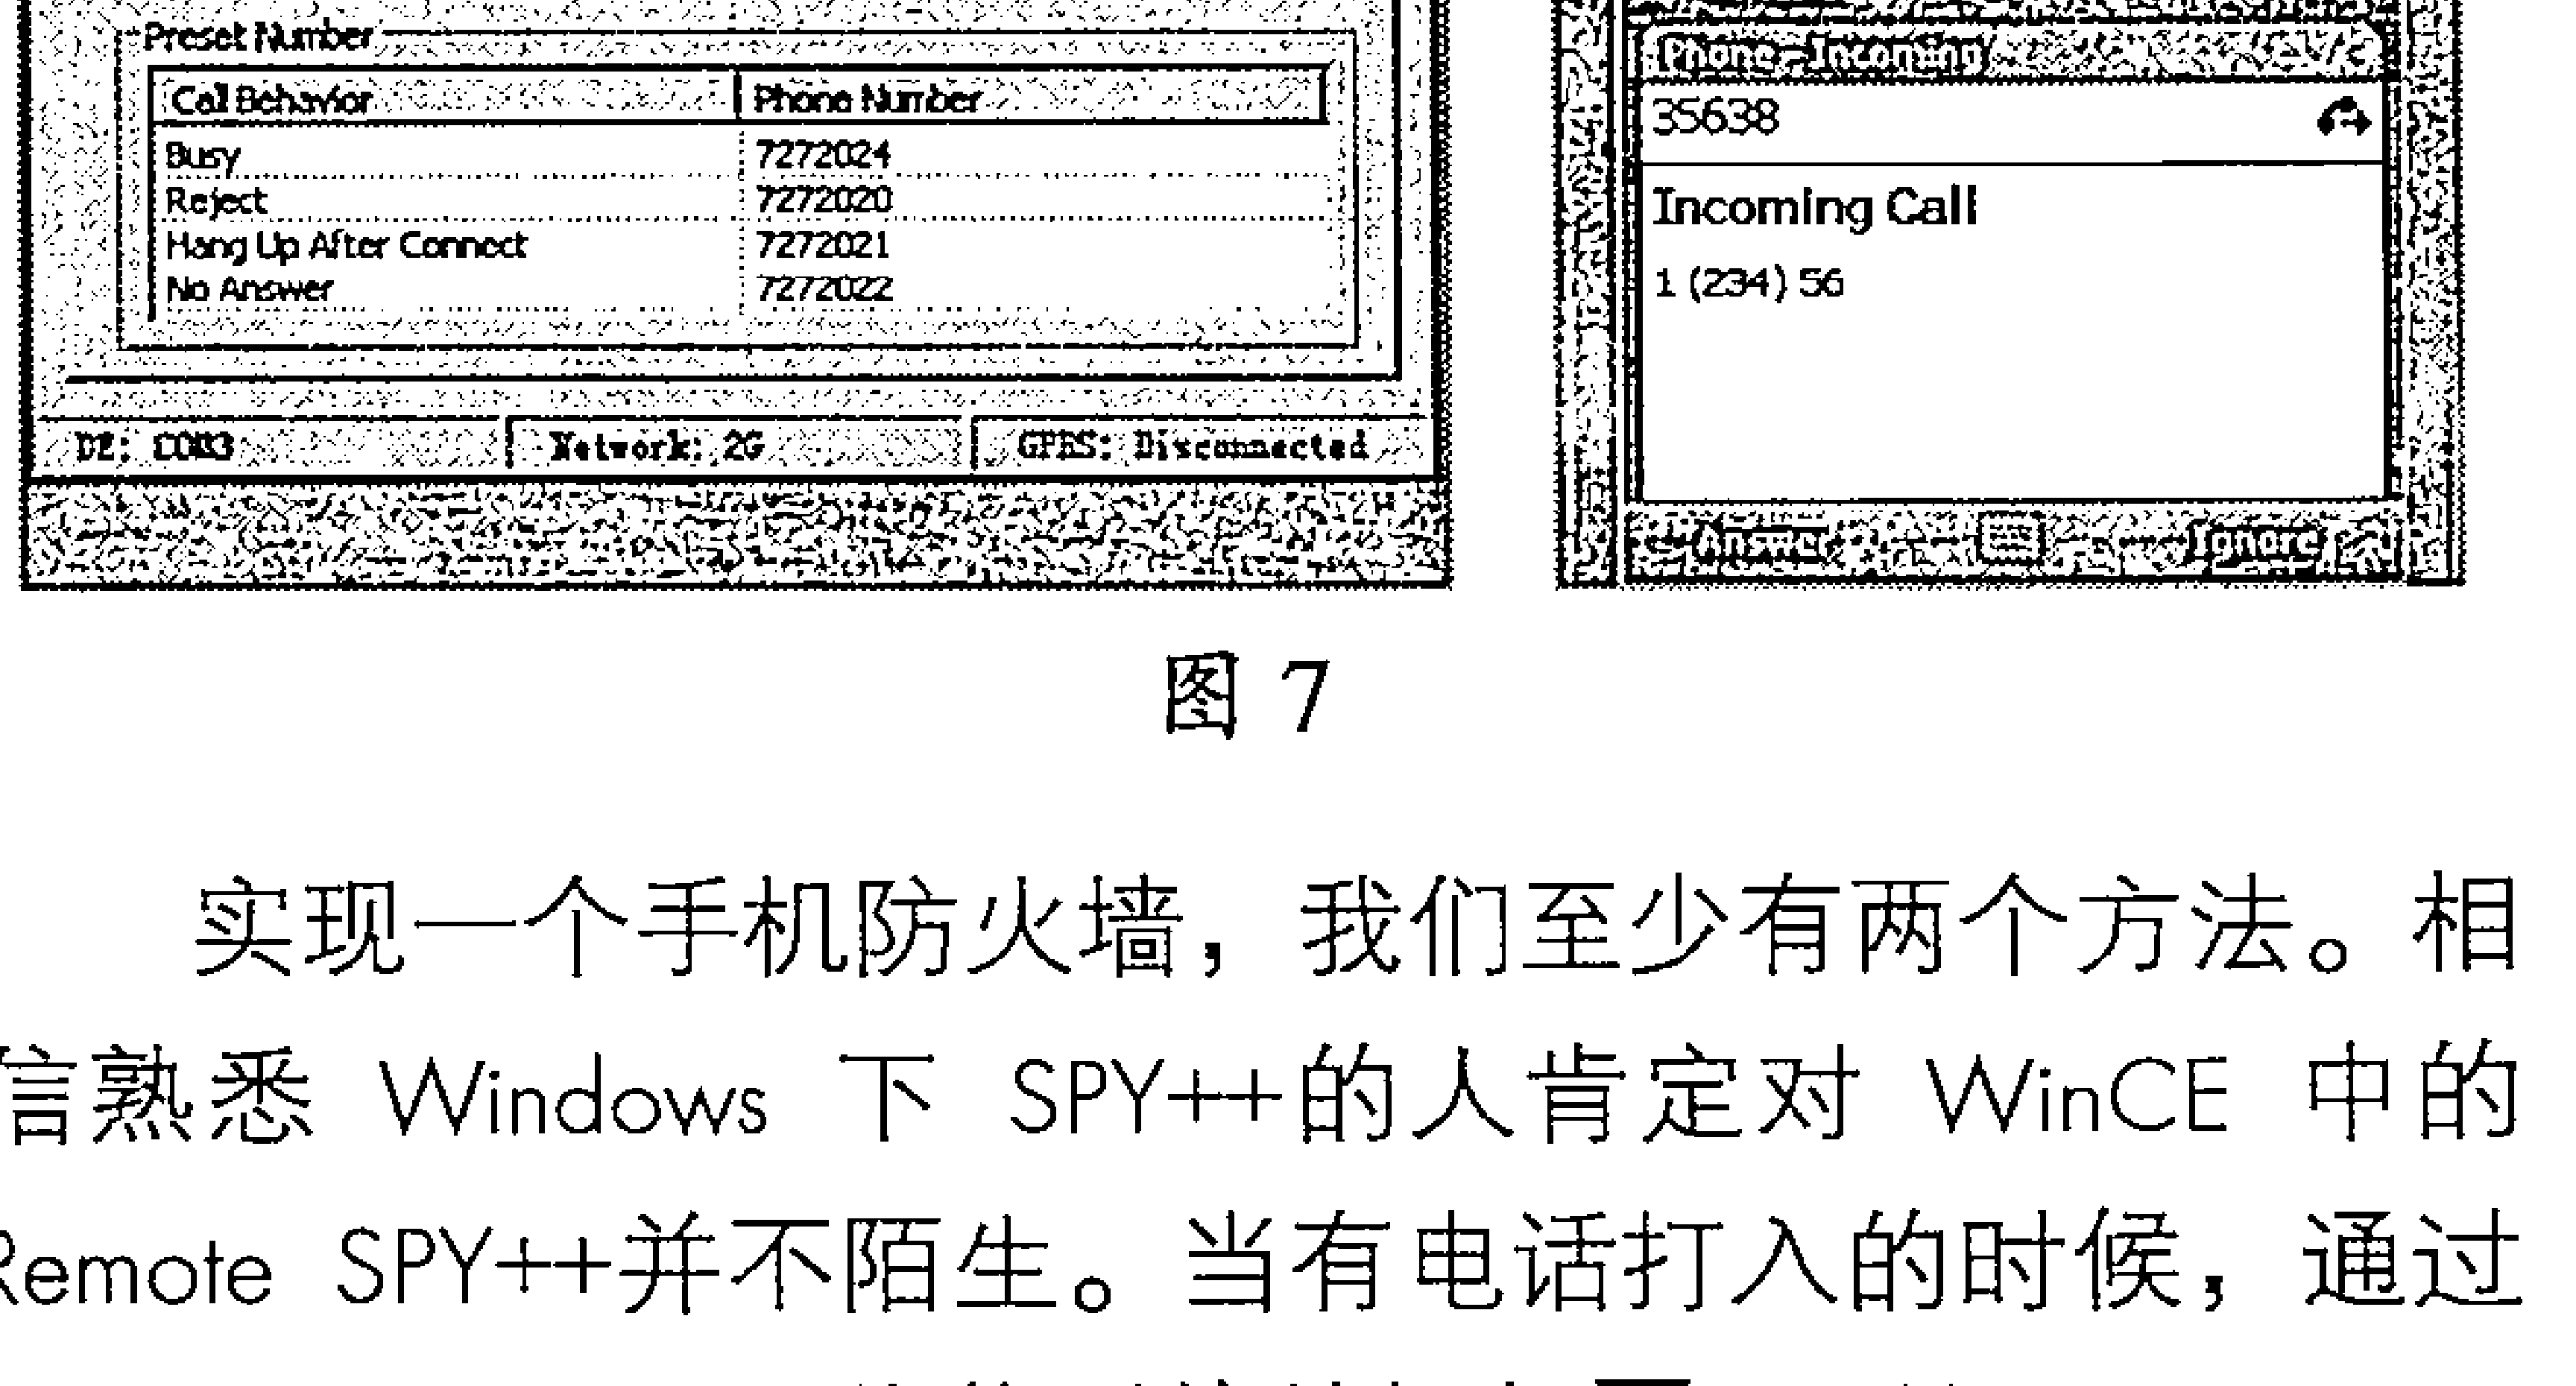 Preset Number
Call Behavior Phone Number
Busy 7272024
Reject 7272020
Hang Up After Connect 7272021
No Answer 7272022
DE: COM3 Network: 2G GPRS: Disconnected
Phone - Incoming
35638
Incoming Call
1 (234) 56
Answer Ignore
图 7
实现一个手机防火墙，我们至少有两个方法。相
信熟悉 Windows 下 SPY++的人肯定对 WinCE 中的
Remote SPY++并不陌生。当有电话打入的时候，通过